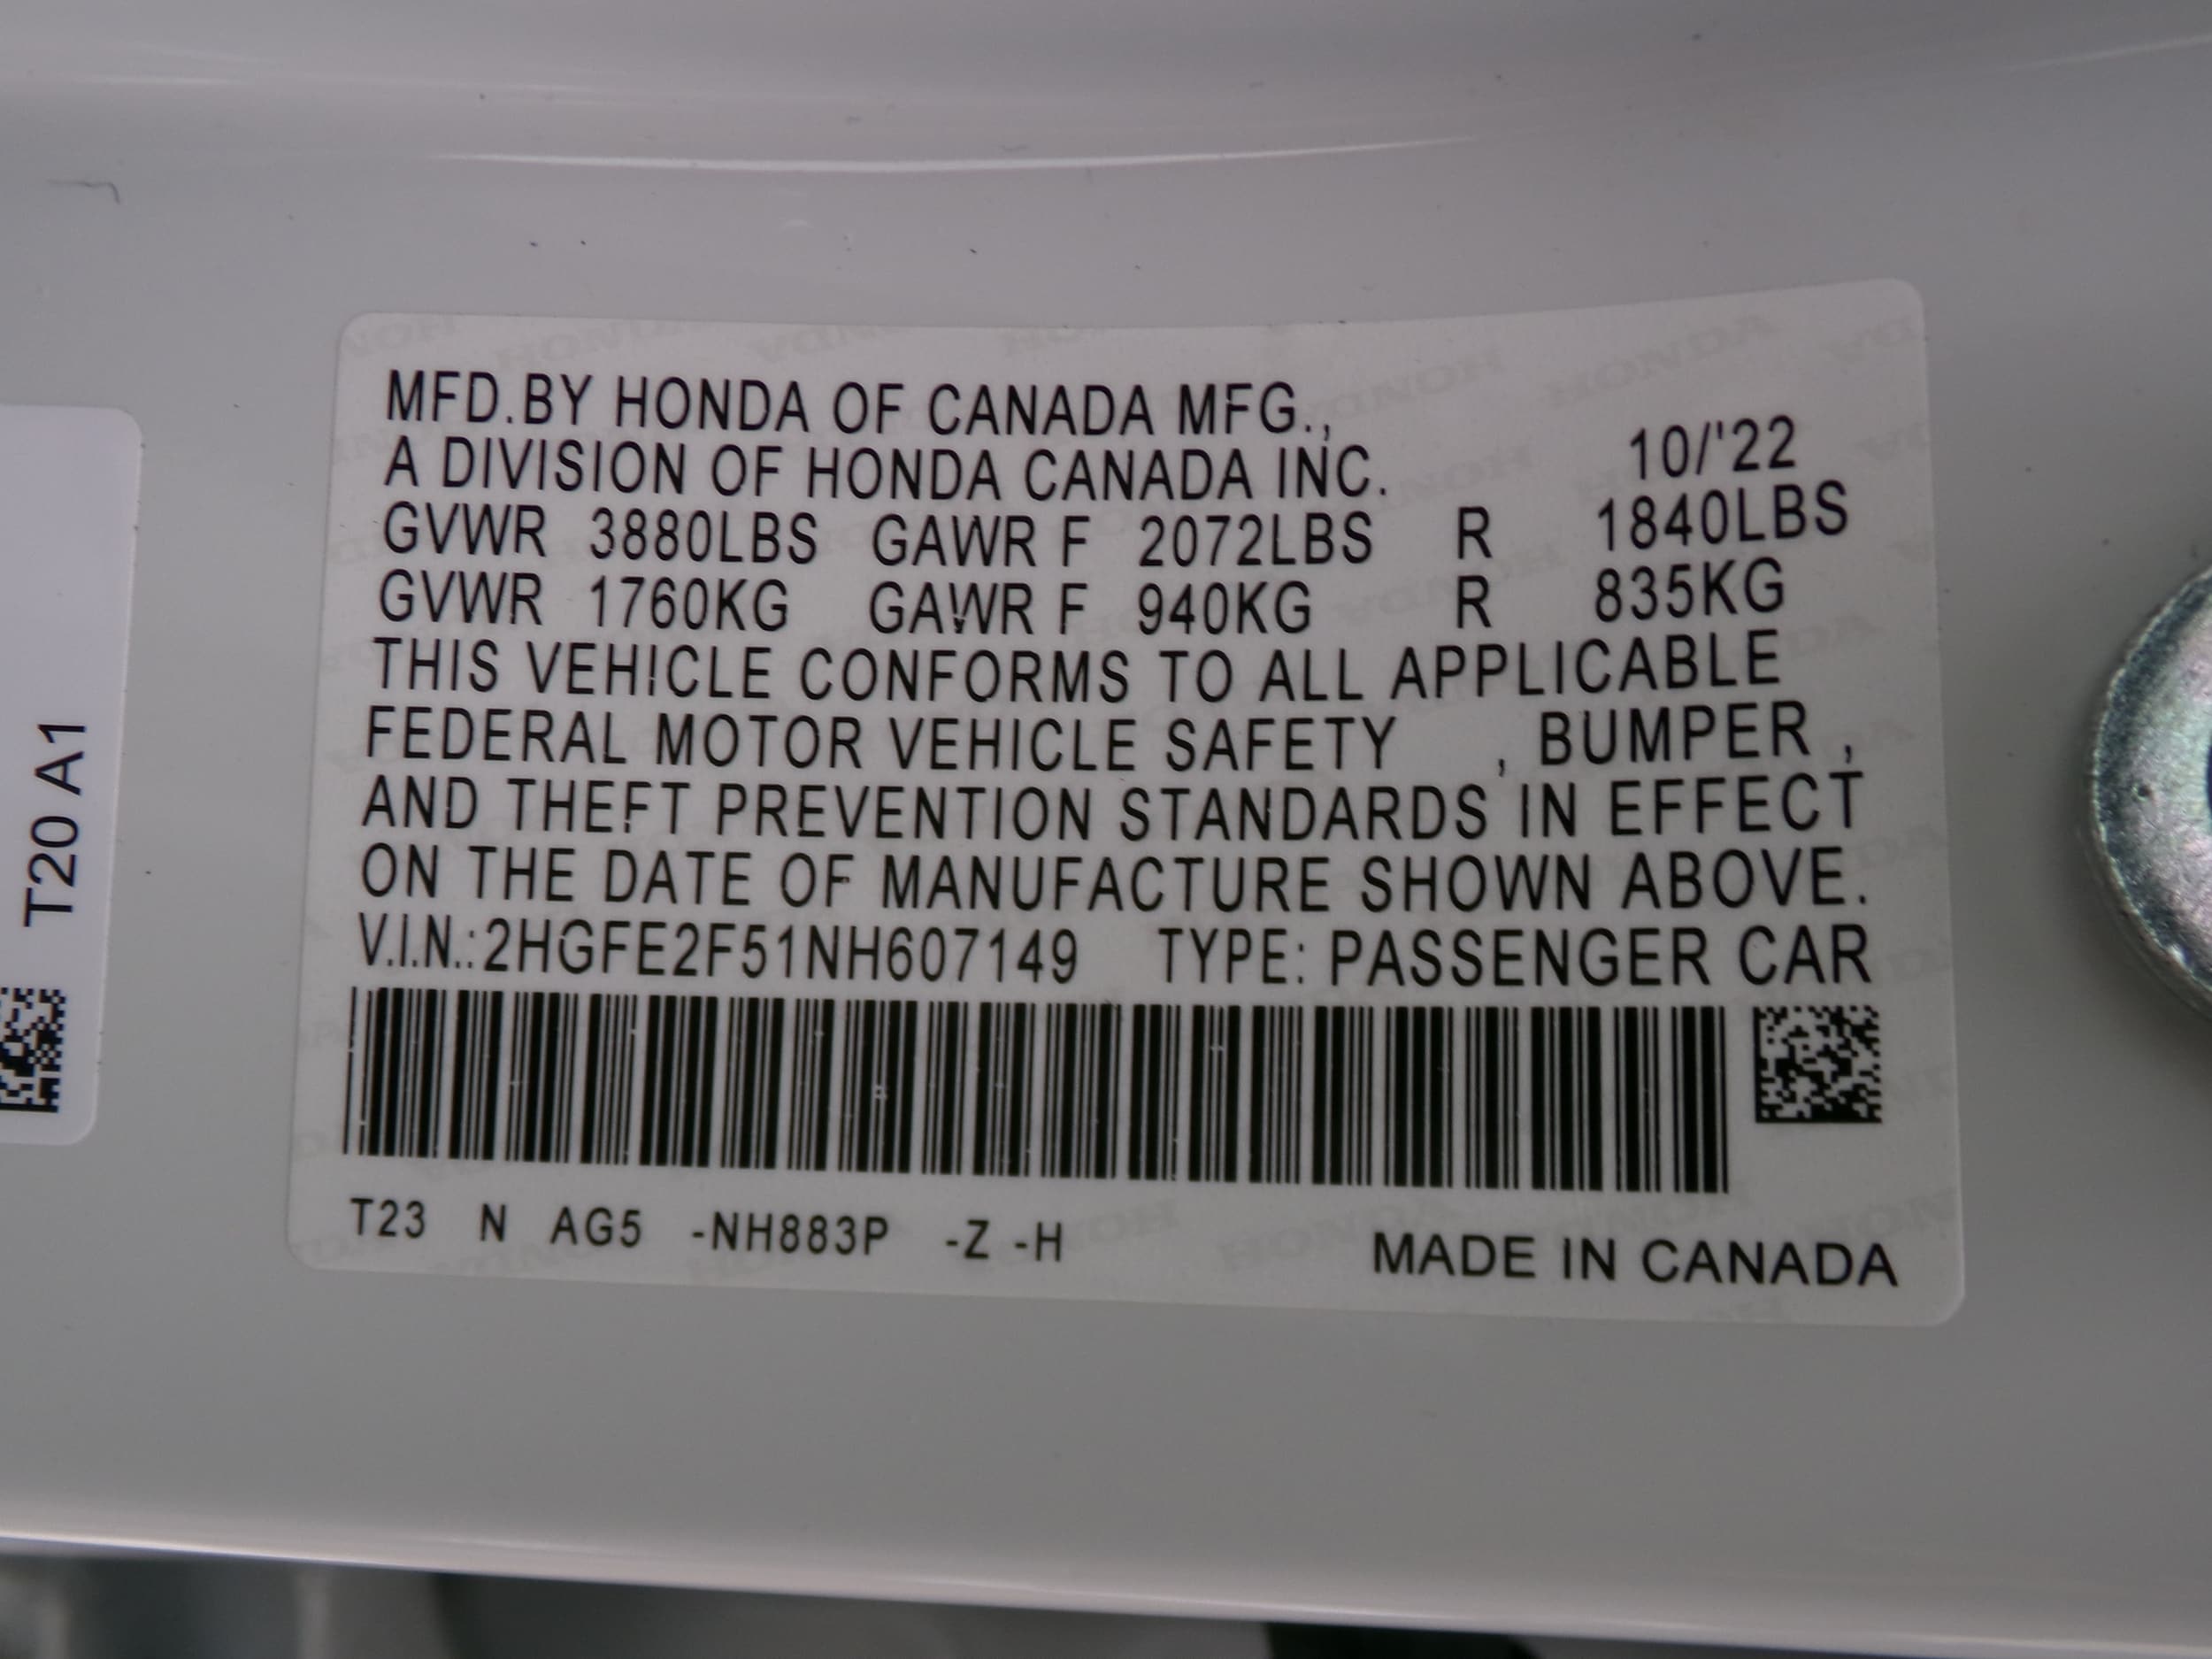 MFD.BY HONDA OF CANADA MFG.,
A DIVISION OF HONDA CANADA INC. 10/'22
GVWR 3880LBS GAWR F 2072LBS R 1840LBS
GVWR 1760KG GAWR F 940KG R 835KG
THIS VEHICLE CONFORMS TO ALL APPLICABLE
FEDERAL MOTOR VEHICLE SAFETY , BUMPER ,
AND THEFT PREVENTION STANDARDS IN EFFECT
ON THE DATE OF MANUFACTURE SHOWN ABOVE.
V.I.N.:2HGFE2F51NH607149 TYPE: PASSENGER CAR
T23 N AG5 -NH883P -Z -H
MADE IN CANADA
T20 A1